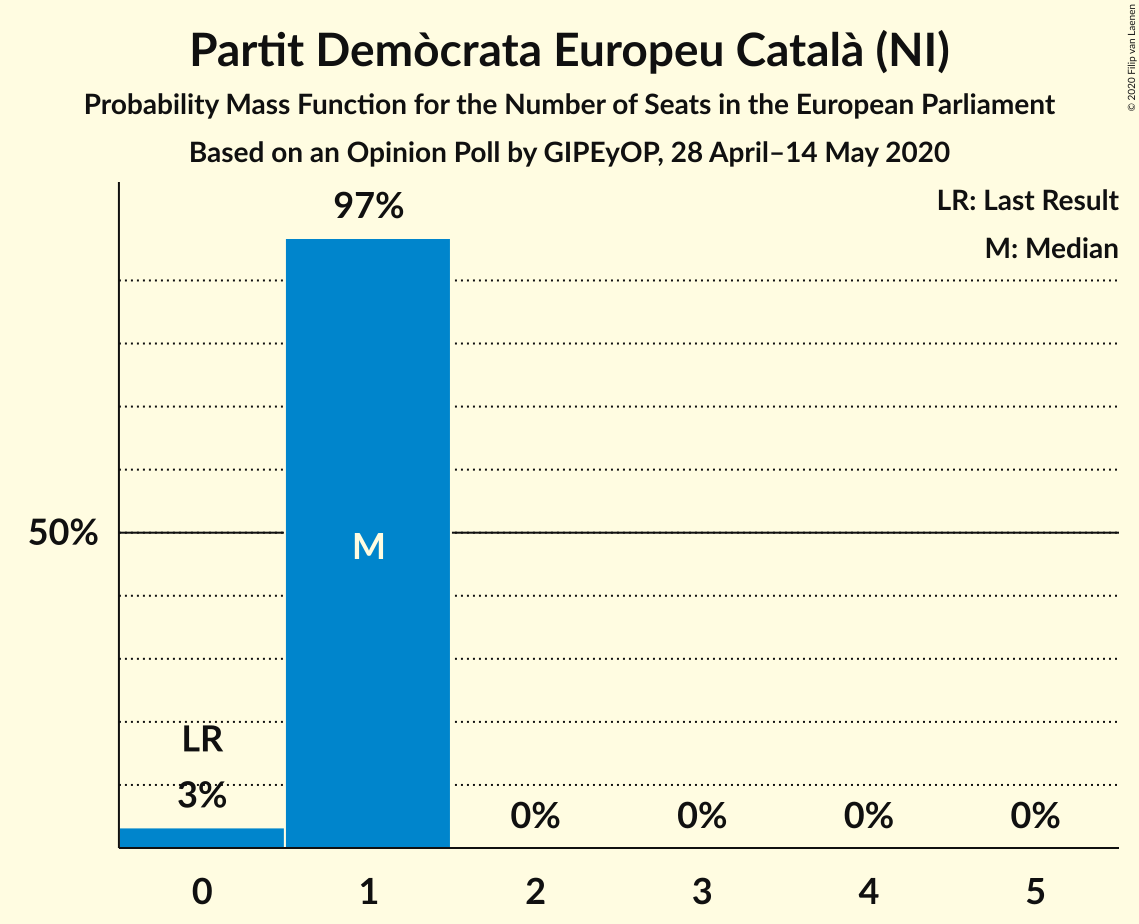 Partit Demòcrata Europeu Català (NI)
Probability Mass Function for the Number of Seats in the European Parliament
Based on an Opinion Poll by GIPEyOP, 28 April–14 May 2020
© 2020 Filip van Laenen
LR: Last Result
M: Median
97%
50%
M
LR
3%
0%
0%
0%
0%
0
1
2
3
4
5